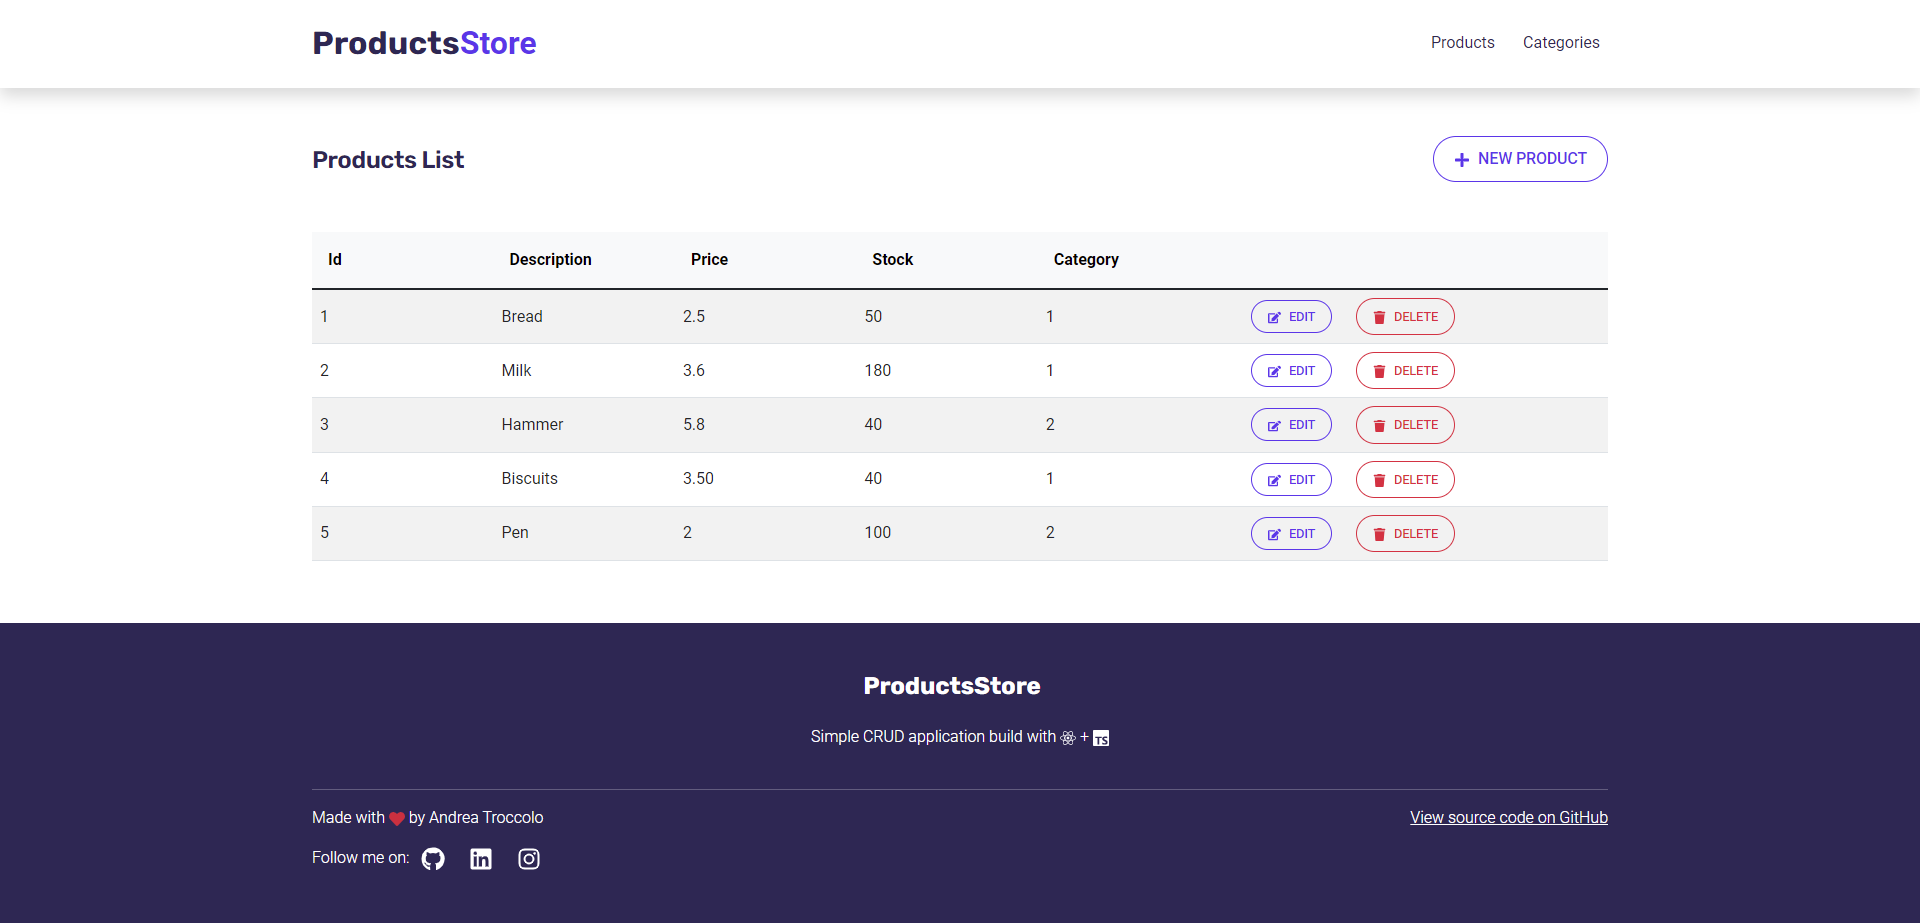 ProductsStore
Products Categories
Products List
NEW PRODUCT
Id Description Price Stock Category
1 Bread 2.5 50 1 EDIT DELETE
2 Milk 3.6 180 1 EDIT DELETE
3 Hammer 5.8 40 2 EDIT DELETE
4 Biscuits 3.50 40 1 EDIT DELETE
5 Pen 2 100 2 EDIT DELETE
ProductsStore
Simple CRUD application build with + TS
Made with by Andrea Troccolo
View source code on GitHub
Follow me on: in